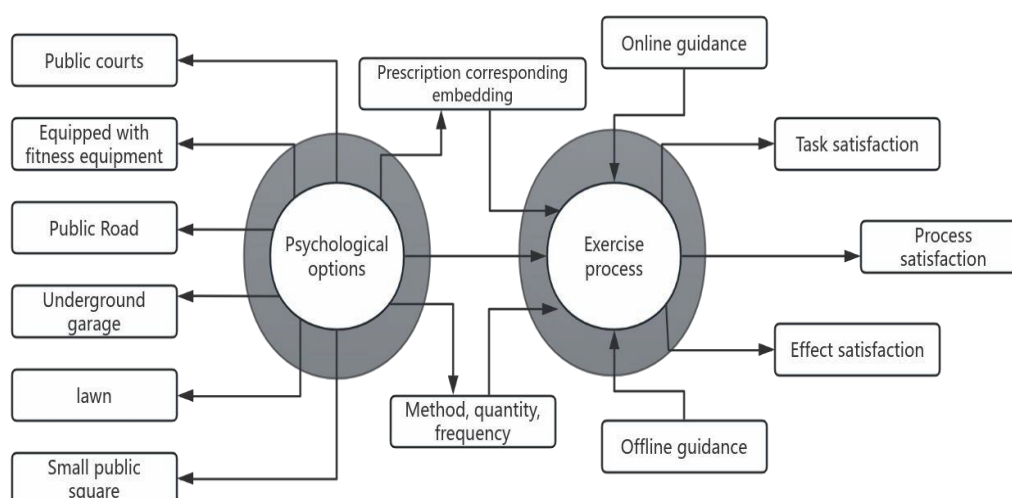 Public courts
Equipped with
fitness equipment
Public Road
Underground
garage
lawn
Small public
square
Psychological
options
Prescription corresponding
embedding
Method, quantity,
frequency
Online guidance
Exercise
process
Offline guidance
Task satisfaction
Process
satisfaction
Effect satisfaction